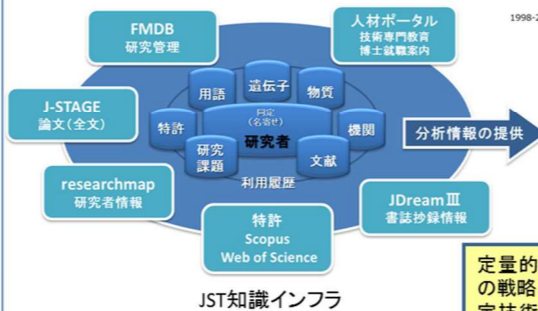 FMDB
研究管理
人材ポータル
技術専門教育
博士就職案内
1998-2
用語
遺伝子
物質
J-STAGE
論文(全文)
特許
同定
(名寄せ)
研究者
機関
分析情報の提供
研究
課題
文献
利用履歴
researchmap
研究者情報
JDreamⅢ
書誌抄録情報
特許
Scopus
Web of Science
JST知識インフラ
定量的
の戦略
定技術